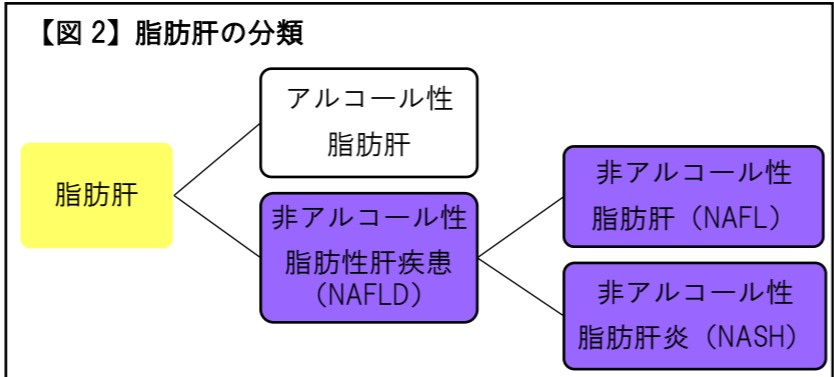 【図2】脂肪肝の分類
アルコール性
脂肪肝
脂肪肝
非アルコール性
脂肪性肝疾患
(NAFLD)
非アルコール性
脂肪肝（NAFL）
非アルコール性
脂肪肝炎（NASH）